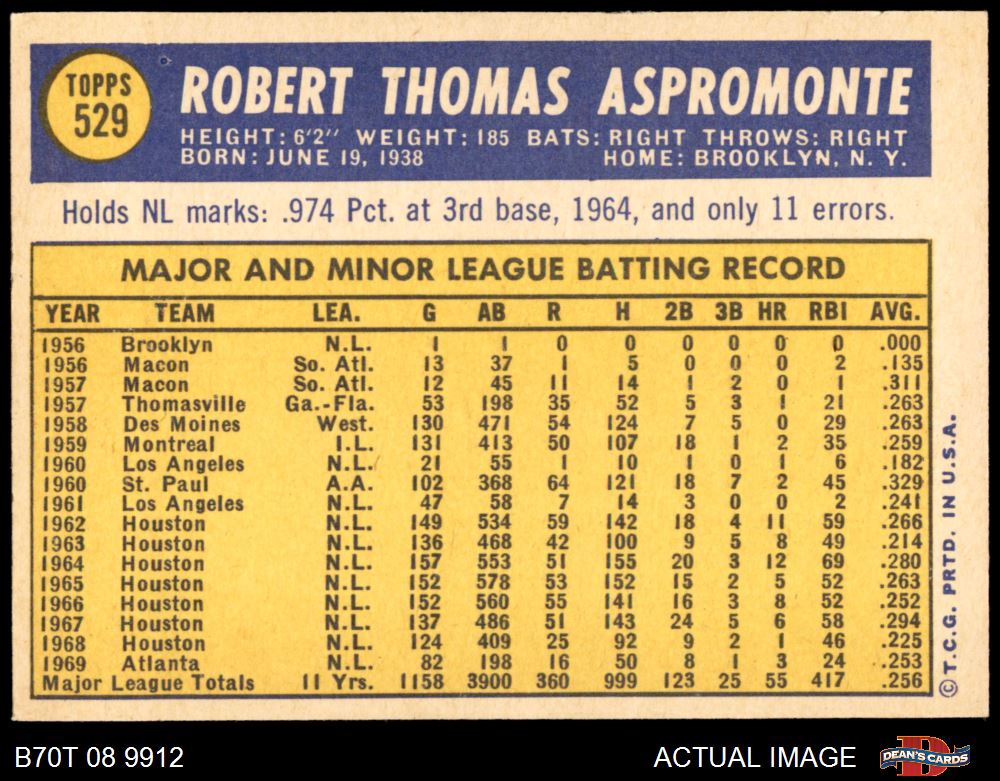 TOPPS
529
ROBERT THOMAS ASPROMONTE
HEIGHT: 6'2" WEIGHT: 185 BATS: RIGHT THROWS: RIGHT
BORN: JUNE 19, 1938 HOME: BROOKLYN, N. Y.
Holds NL marks: .974 Pct. at 3rd base, 1964, and only 11 errors.
MAJOR AND MINOR LEAGUE BATTING RECORD
YEAR TEAM LEA. G AB R H 2B 3B HR RBI AVG.
1956 Brooklyn N.L. 1 1 0 0 0 0 0 0 .000
1956 Macon So. Atl. 13 37 1 5 0 0 0 2 .135
1957 Macon So. Atl. 12 45 11 14 1 2 0 1 .311
1957 Thomasville Ga.-Fla. 53 198 35 52 5 3 1 21 .263
1958 Des Moines West. 130 471 54 124 7 5 0 29 .263
1959 Montreal I.L. 131 413 50 107 18 1 2 35 .259
1960 Los Angeles N.L. 21 55 1 10 1 0 1 6 .182
1960 St. Paul A.A. 102 368 64 121 18 7 2 45 .329
1961 Los Angeles N.L. 47 58 7 14 3 0 0 2 .241
1962 Houston N.L. 149 534 59 142 18 4 11 59 .266
1963 Houston N.L. 136 468 42 100 9 5 8 49 .214
1964 Houston N.L. 157 553 51 155 20 3 12 69 .280
1965 Houston N.L. 152 578 53 152 15 2 5 52 .263
1966 Houston N.L. 152 560 55 141 16 3 8 52 .252
1967 Houston N.L. 137 486 51 143 24 5 6 58 .294
1968 Houston N.L. 124 409 25 92 9 2 1 46 .225
1969 Atlanta N.L. 82 198 16 50 8 1 3 24 .253
Major League Totals 11 Yrs. 1158 3900 360 999 123 25 55 417 .256
© T.C.G. PRTD. IN U.S.A.
B70T 08 9912 ACTUAL IMAGE DEAN'S CARDS